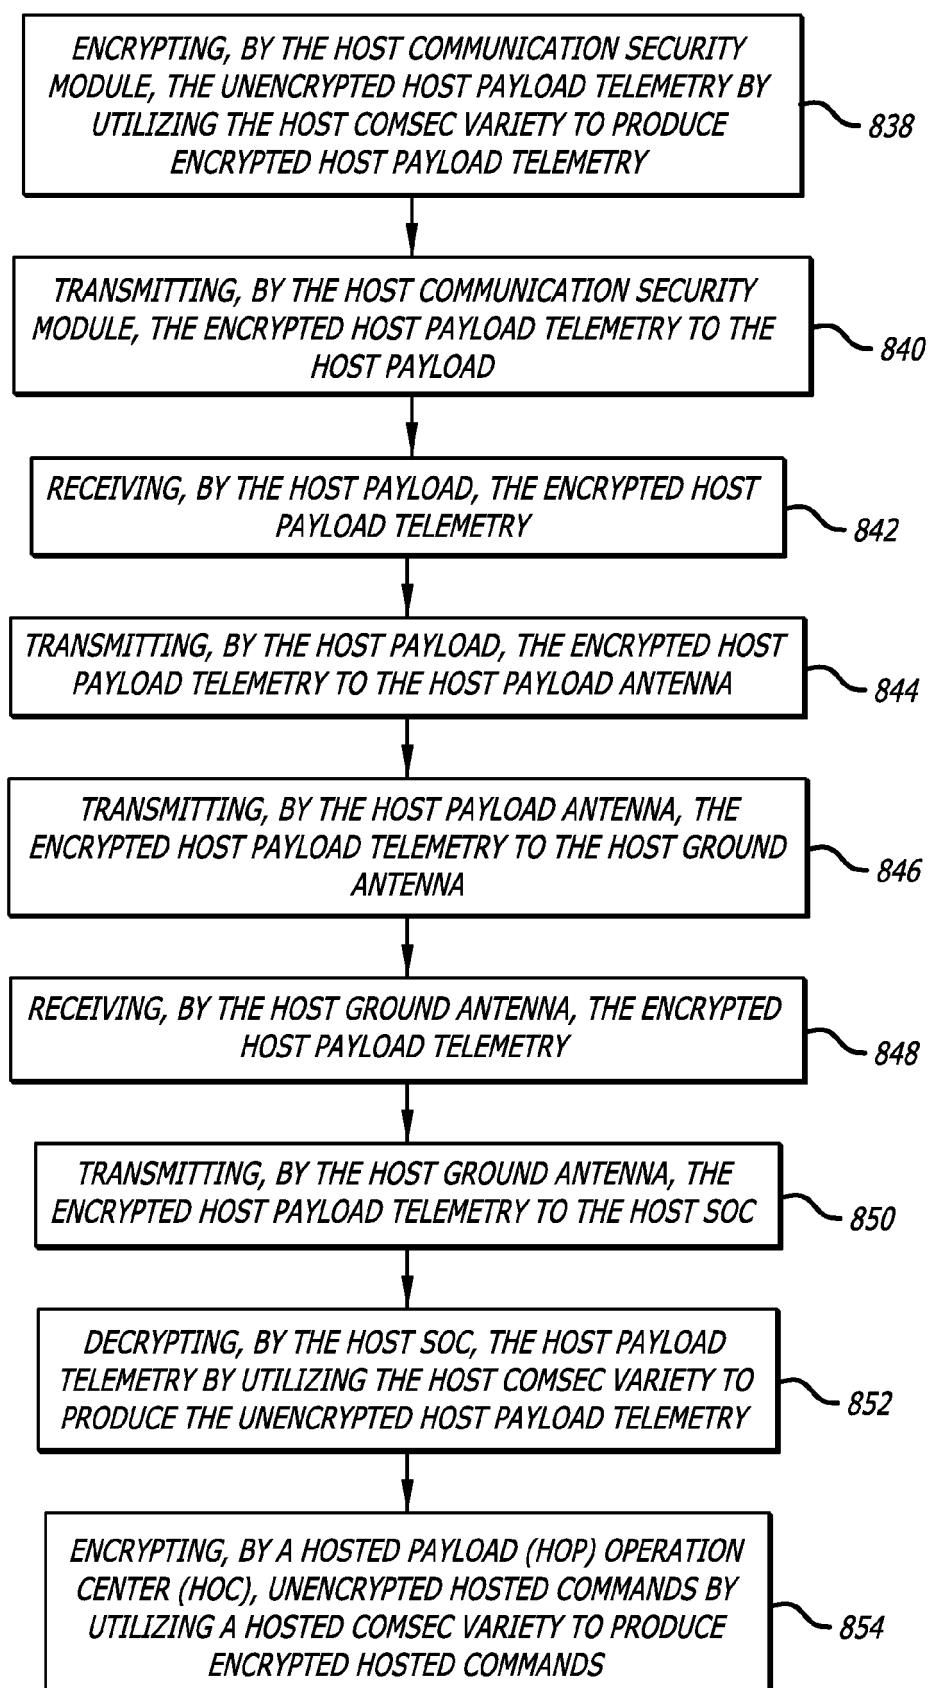 ENCRYPTING, BY THE HOST COMMUNICATION SECURITY
MODULE, THE UNENCRYPTED HOST PAYLOAD TELEMETRY BY
UTILIZING THE HOST COMSEC VARIETY TO PRODUCE
ENCRYPTED HOST PAYLOAD TELEMETRY
838
TRANSMITTING, BY THE HOST COMMUNICATION SECURITY
MODULE, THE ENCRYPTED HOST PAYLOAD TELEMETRY TO THE
HOST PAYLOAD
840
RECEIVING, BY THE HOST PAYLOAD, THE ENCRYPTED HOST
PAYLOAD TELEMETRY
842
TRANSMITTING, BY THE HOST PAYLOAD, THE ENCRYPTED HOST
PAYLOAD TELEMETRY TO THE HOST PAYLOAD ANTENNA
844
TRANSMITTING, BY THE HOST PAYLOAD ANTENNA, THE
ENCRYPTED HOST PAYLOAD TELEMETRY TO THE HOST GROUND
ANTENNA
846
RECEIVING, BY THE HOST GROUND ANTENNA, THE ENCRYPTED
HOST PAYLOAD TELEMETRY
848
TRANSMITTING, BY THE HOST GROUND ANTENNA, THE
ENCRYPTED HOST PAYLOAD TELEMETRY TO THE HOST SOC
850
DECRYPTING, BY THE HOST SOC, THE HOST PAYLOAD
TELEMETRY BY UTILIZING THE HOST COMSEC VARIETY TO
PRODUCE THE UNENCRYPTED HOST PAYLOAD TELEMETRY
852
ENCRYPTING, BY A HOSTED PAYLOAD (HOP) OPERATION
CENTER (HOC), UNENCRYPTED HOSTED COMMANDS BY
UTILIZING A HOSTED COMSEC VARIETY TO PRODUCE
ENCRYPTED HOSTED COMMANDS
854